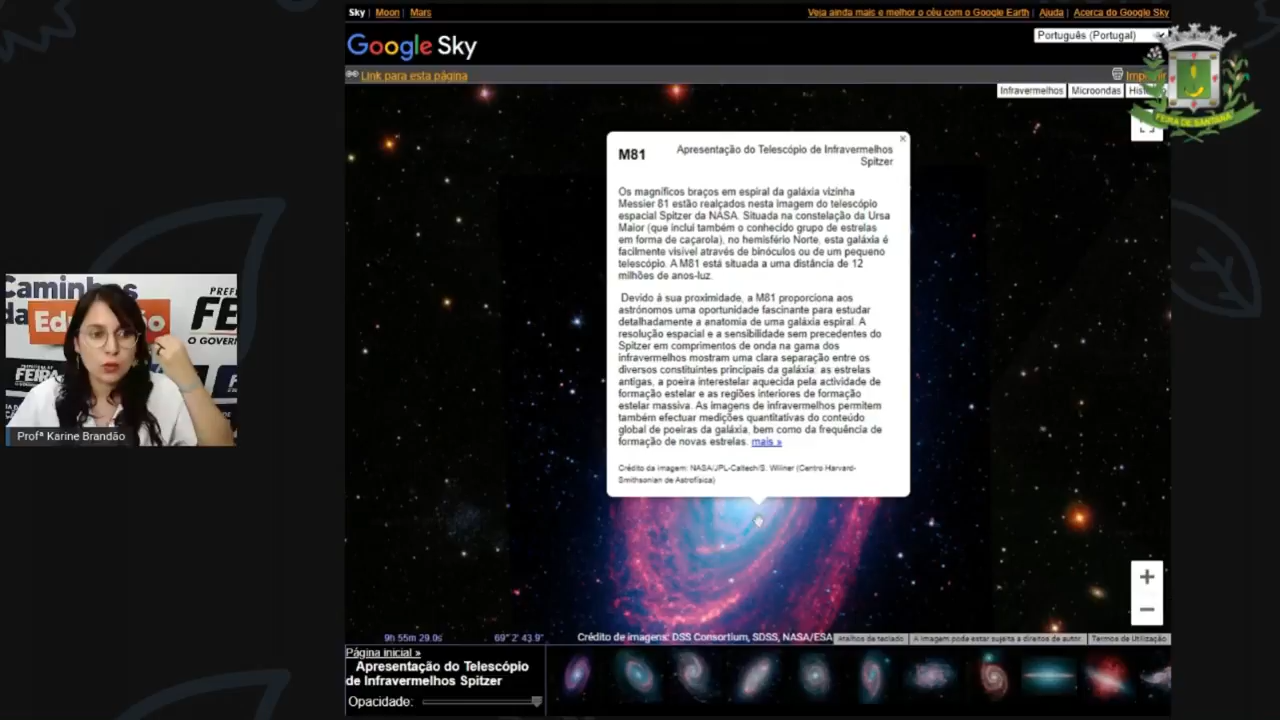 Sky | Moon | Mars
Veja ainda mais e melhor o céu com o Google Earth | Ajuda | Acerca do Google Sky
Google Sky
Português (Portugal)
Link para esta página
Infravermelhos
Microondas
FEIRA DE SANTANA
M81
Apresentação do Telescópio de Infravermelhos
Spitzer
Os magníficos braços em espiral da galáxia vizinha
Messier 81 estão realçados nesta imagem do telescópio
espacial Spitzer da NASA. Situada na constelação da Ursa
Maior (que inclui também o conhecido grupo de estrelas
em forma de caçarola), no hemisfério Norte, esta galáxia é
facilmente visível através de binóculos ou de um pequeno
telescópio. A M81 está situada a uma distância de 12
milhões de anos-luz.
Devido à sua proximidade, a M81 proporciona aos
astrónomos uma oportunidade fascinante para estudar
detalhadamente a anatomia de uma galáxia espiral. A
resolução espacial e a sensibilidade sem precedentes do
Spitzer em comprimentos de onda na gama dos
infravermelhos mostram uma clara separação entre os
diversos constituintes principais da galáxia: as estrelas
antigas, a poeira interestelar aquecida pela actividade de
formação estelar e as regiões interiores de formação
estelar massiva. As imagens de infravermelhos permitem
também efectuar medições quantitativas do conteúdo
global de poeiras da galáxia, bem como da frequência de
formação de novas estrelas. mais »
Crédito da imagem: NASA/JPL-Caltech/S. Willner (Centro Harvard-
Smithsonian de Astrofísica)
Caminhos
da
FE
O GOVER
FEIRA
Profª Karine Brandão
9h 55m 29.0s
69° 2' 43.9"
Crédito de imagens: DSS Consortium, SDSS, NASA/ESA
Atalhos de teclado
A imagem pode estar sujeita a direitos de autor
Termos de Utilização
Página inicial »
Apresentação do Telescópio
de Infravermelhos Spitzer
Opacidade: